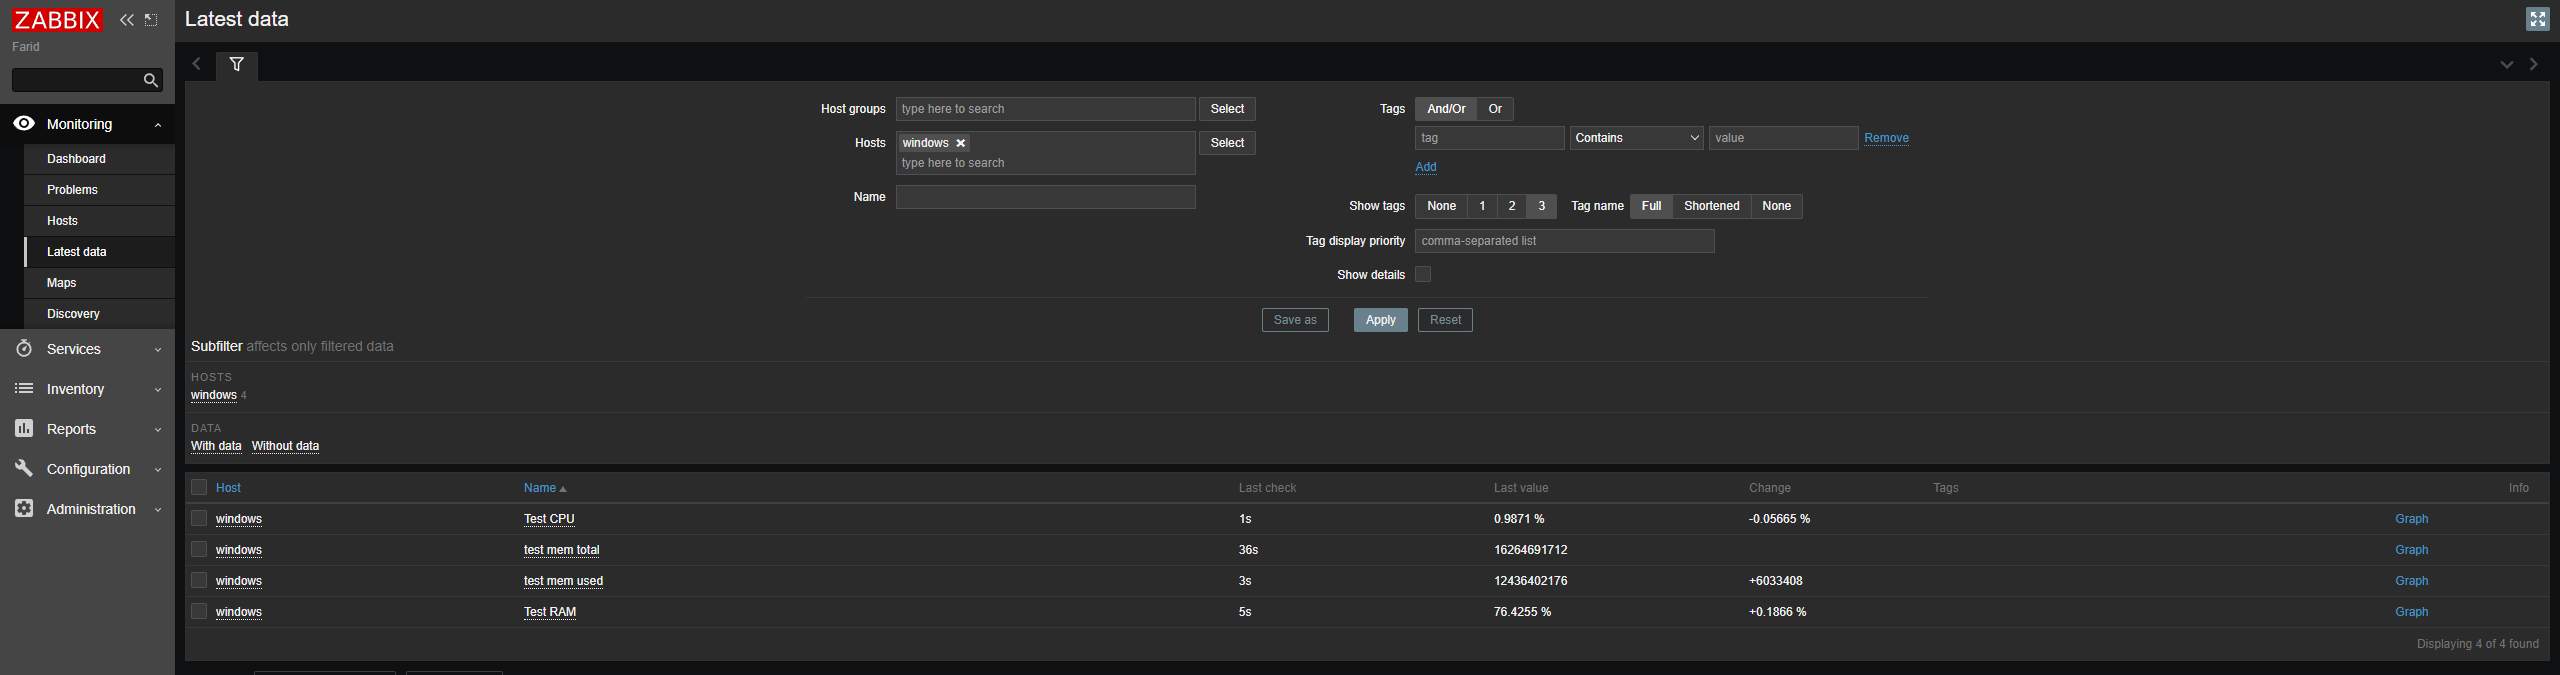 ZABBIX
Farid
Monitoring
Dashboard
Problems
Hosts
Latest data
Maps
Discovery
Services
Inventory
Reports
Configuration
Administration
Latest data
Host groups type here to search Select
Hosts windows Select
type here to search
Name
Tags And/Or Or
tag Contains value Remove
Add
Show tags None 1 2 3 Tag name Full Shortened None
Tag display priority comma-separated list
Show details
Save as Apply Reset
Subfilter affects only filtered data
HOSTS
windows 4
DATA
With data Without data
Host Name Last check Last value Change Tags Info
windows Test CPU 1s 0.9871 % -0.05665 % Graph
windows test mem total 36s 16264691712 Graph
windows test mem used 3s 12436402176 +6033408 Graph
windows Test RAM 5s 76.4255 % +0.1866 % Graph
Displaying 4 of 4 found